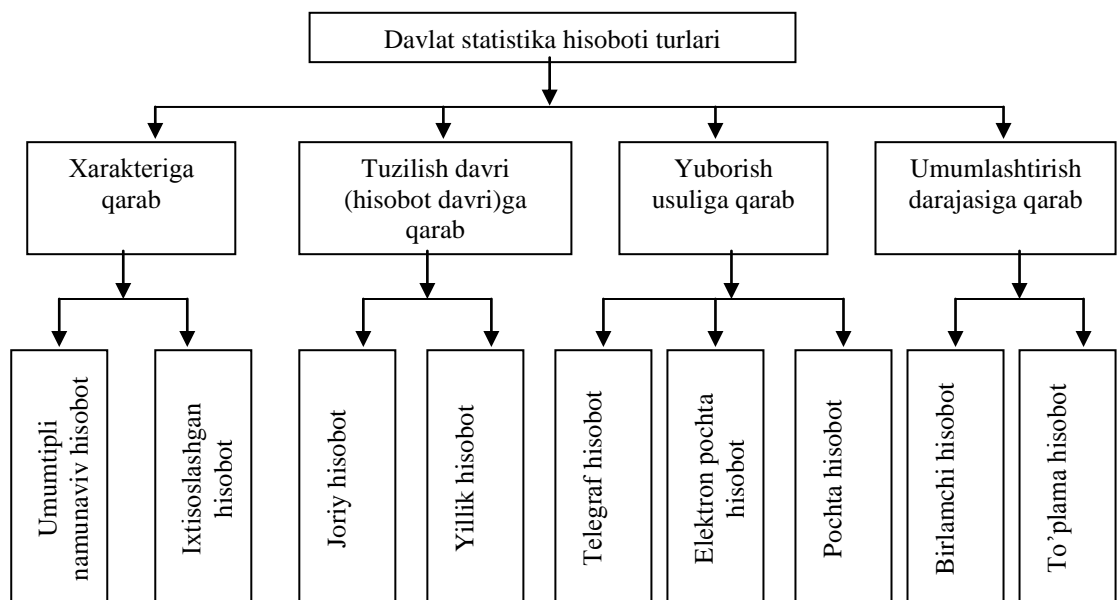 Davlat statistika hisoboti turlari
Xarakteriga
qarab
Tuzilish davri
(hisobot davri)ga
qarab
Yuborish
usuliga qarab
Umumlashtirish
darajasiga qarab
Umumtipli
namunaviv hisobot
Ixtisoslashgan
hisobot
Joriy hisobot
Yillik hisobot
Telegraf hisobot
Elektron pochta
hisobot
Pochta hisobot
Birlamchi hisobot
To’plama hisobot